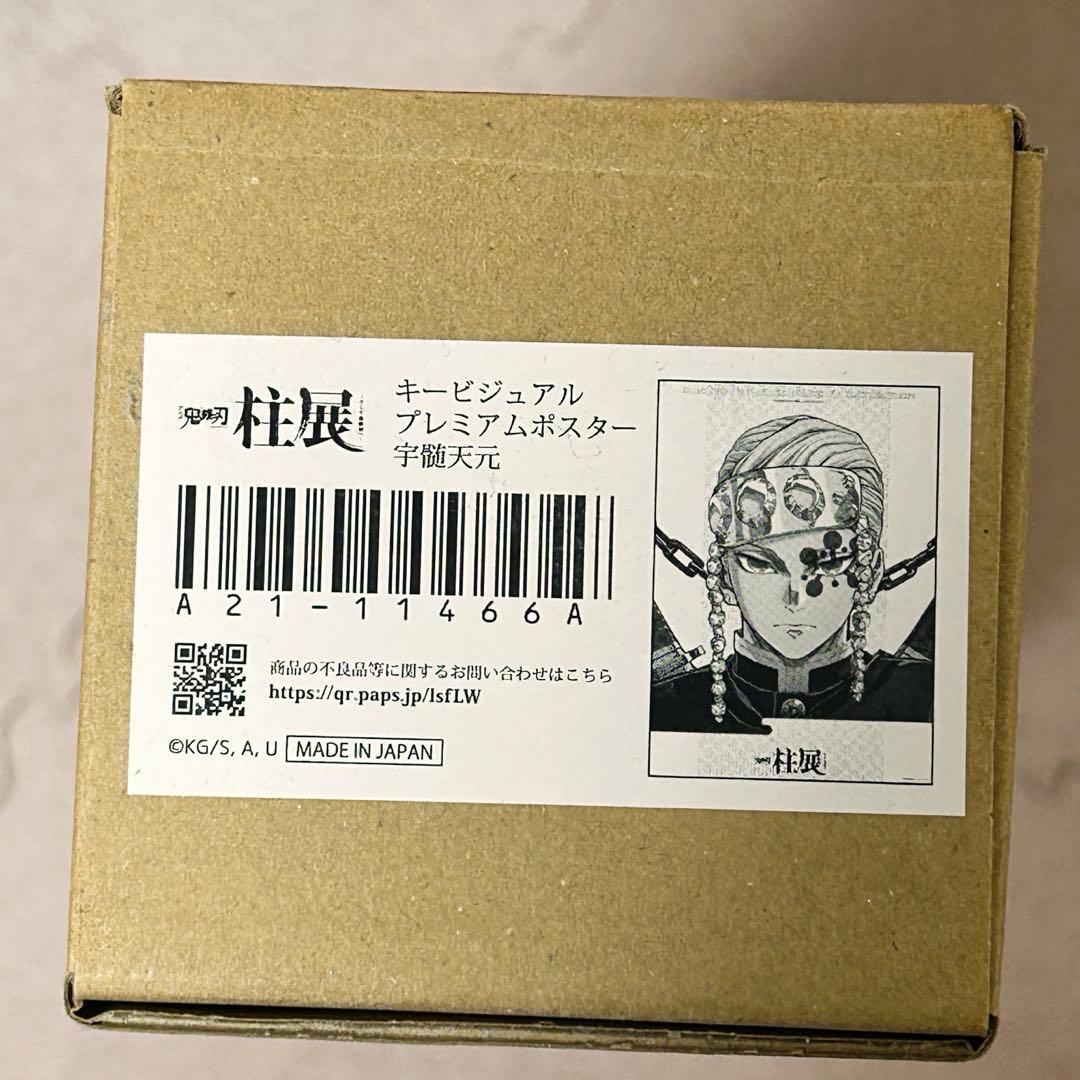 鬼滅の刃 柱展
キービジュアル
プレミアムポスター
宇髄天元
A21-11466A
商品の不良品等に関するお問い合わせはこちら
https://qr.paps.jp/lsfLW
©KG/S, A, U MADE IN JAPAN
柱展